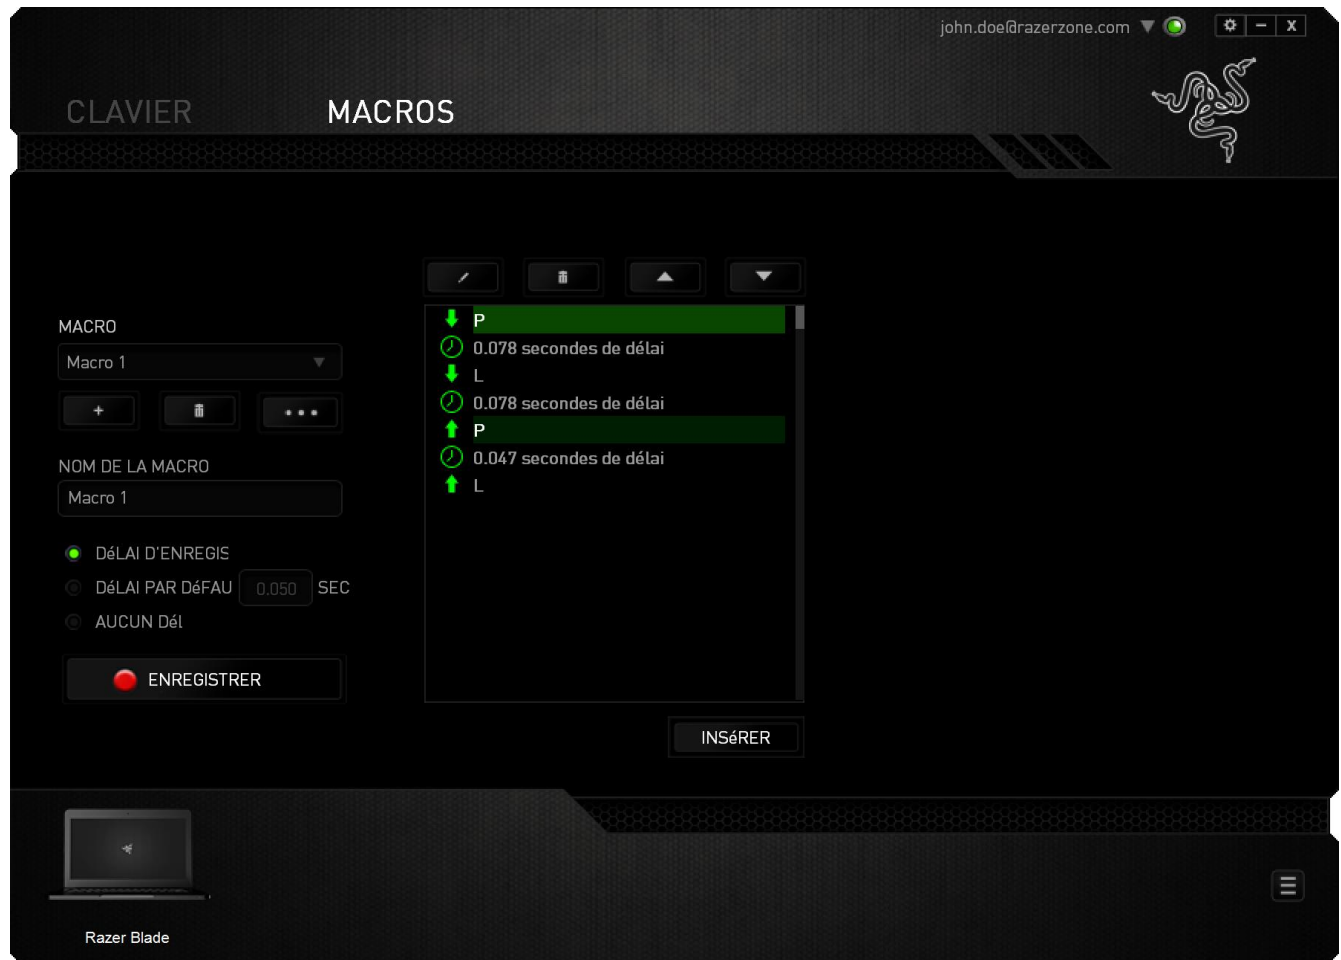 john.doe@razerzone.com
X
CLAVIER
MACROS
MACRO
Macro 1
NOM DE LA MACRO
Macro 1
DéLAI D'ENREGIS
DéLAI PAR DéFAU 0.050 SEC
AUCUN Dél
ENREGISTRER
P
0.078 secondes de délai
L
0.078 secondes de délai
P
0.047 secondes de délai
L
INSéRER
Razer Blade